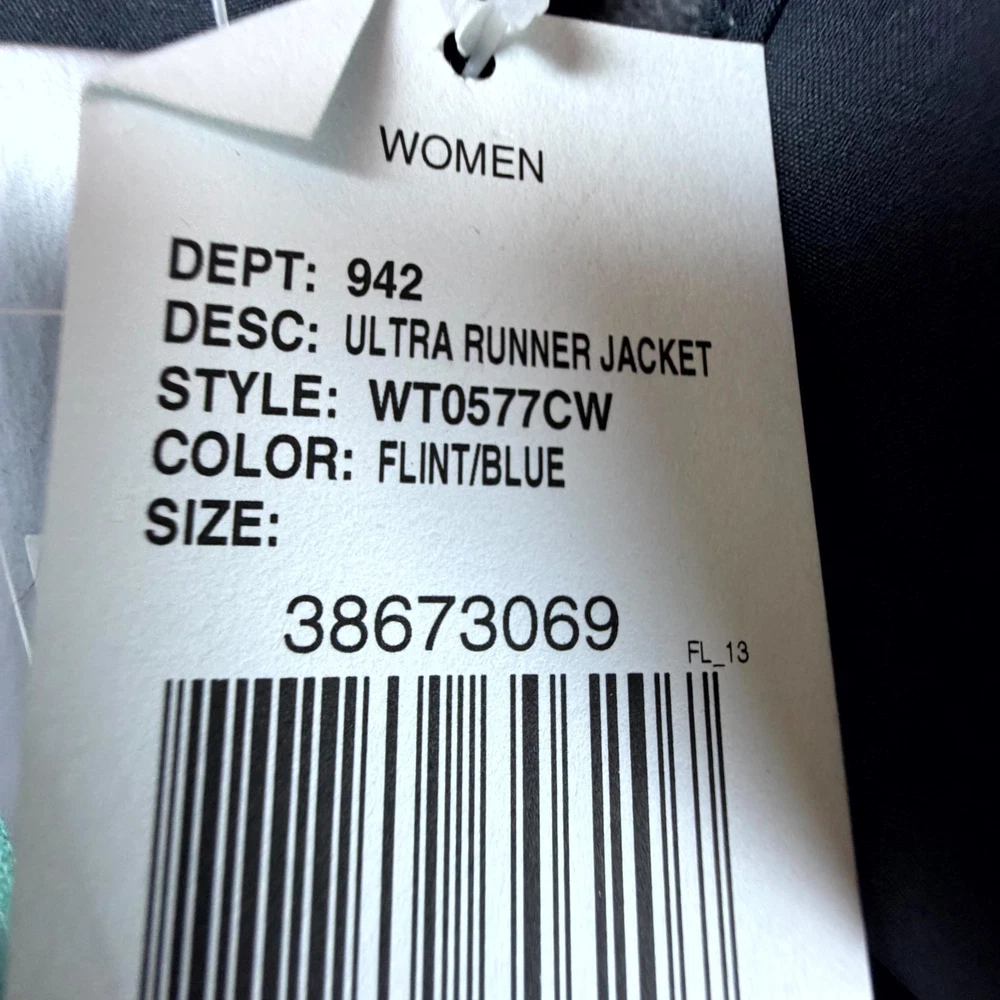 WOMEN
DEPT: 942
DESC: ULTRA RUNNER JACKET
STYLE: WT0577CW
COLOR: FLINT/BLUE
SIZE:
38673069
FL_13